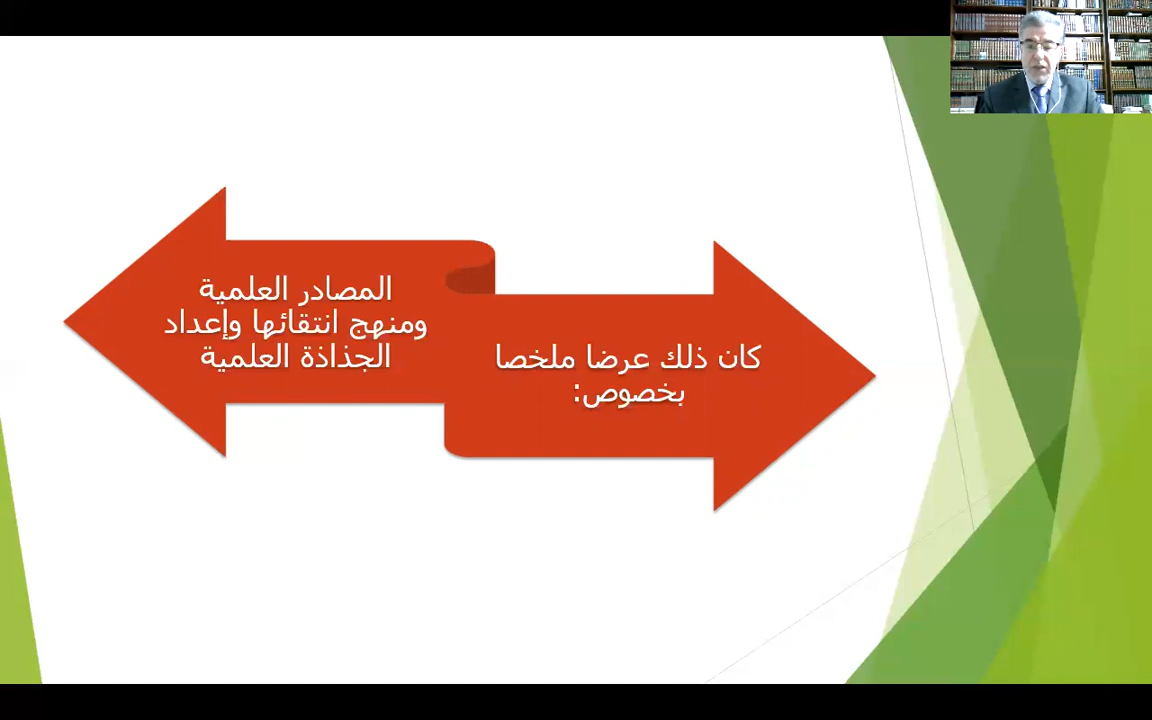 كان ذلك عرضا ملخصا
بخصوص:
المصادر العلمية
ومنهج انتقائها وإعداد
الجذاذة العلمية